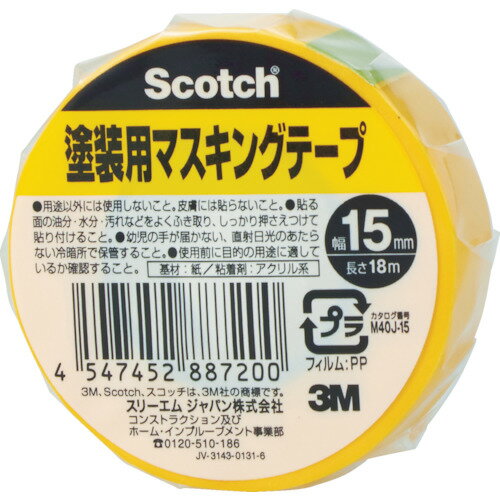 Scotch®
塗装用マスキングテープ
●用途以外には使用しないこと。皮膚には貼らないこと。●貼る
面の油分・水分・汚れなどをよくふき取り、しっかり押さえつけて
貼り付けること。●幼児の手が届かない、直射日光のあたら
ない冷暗所で保管すること。●使用前に目的の用途に適して
いるか確認すること。
基材：紙／粘着剤：アクリル系
幅15mm
長さ18m
プラ
カタログ番号
M40J-15
フィルム：PP
4 547452 887200
3M
3M、Scotch、スコッチは、3M社の商標です。
スリーエム ジャパン株式会社
コンストラクション及び
ホーム・インプルーブメント事業部
☎0120-510-186
JV-3143-0131-6